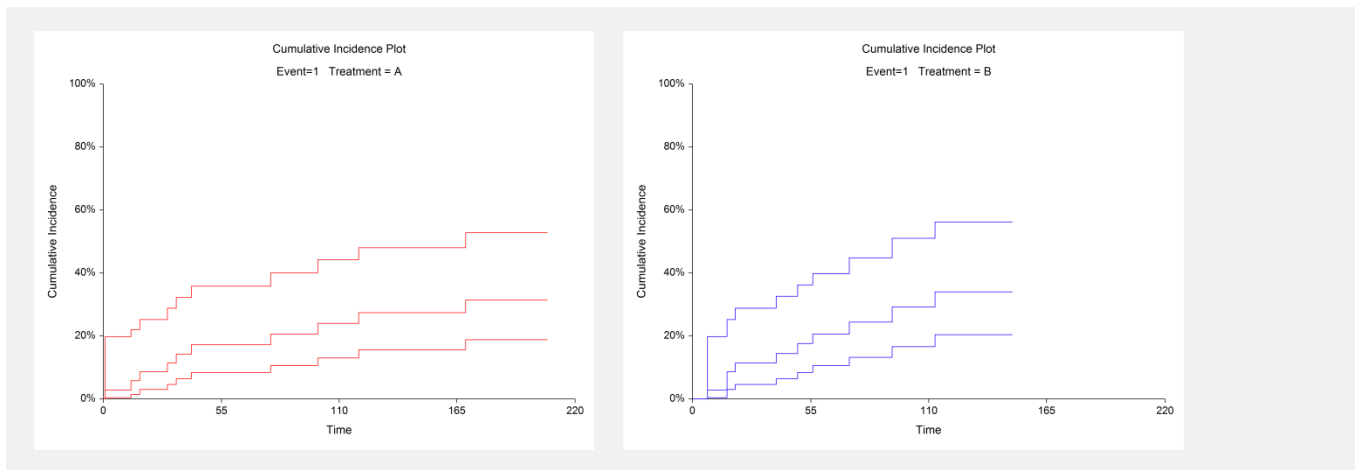 Cumulative Incidence Plot
Event=1 Treatment = A
100%
80%
60%
40%
20%
0%
Cumulative Incidence
0 55 110 165 220
Time
Cumulative Incidence Plot
Event=1 Treatment = B
100%
80%
60%
40%
20%
0%
Cumulative Incidence
0 55 110 165 220
Time